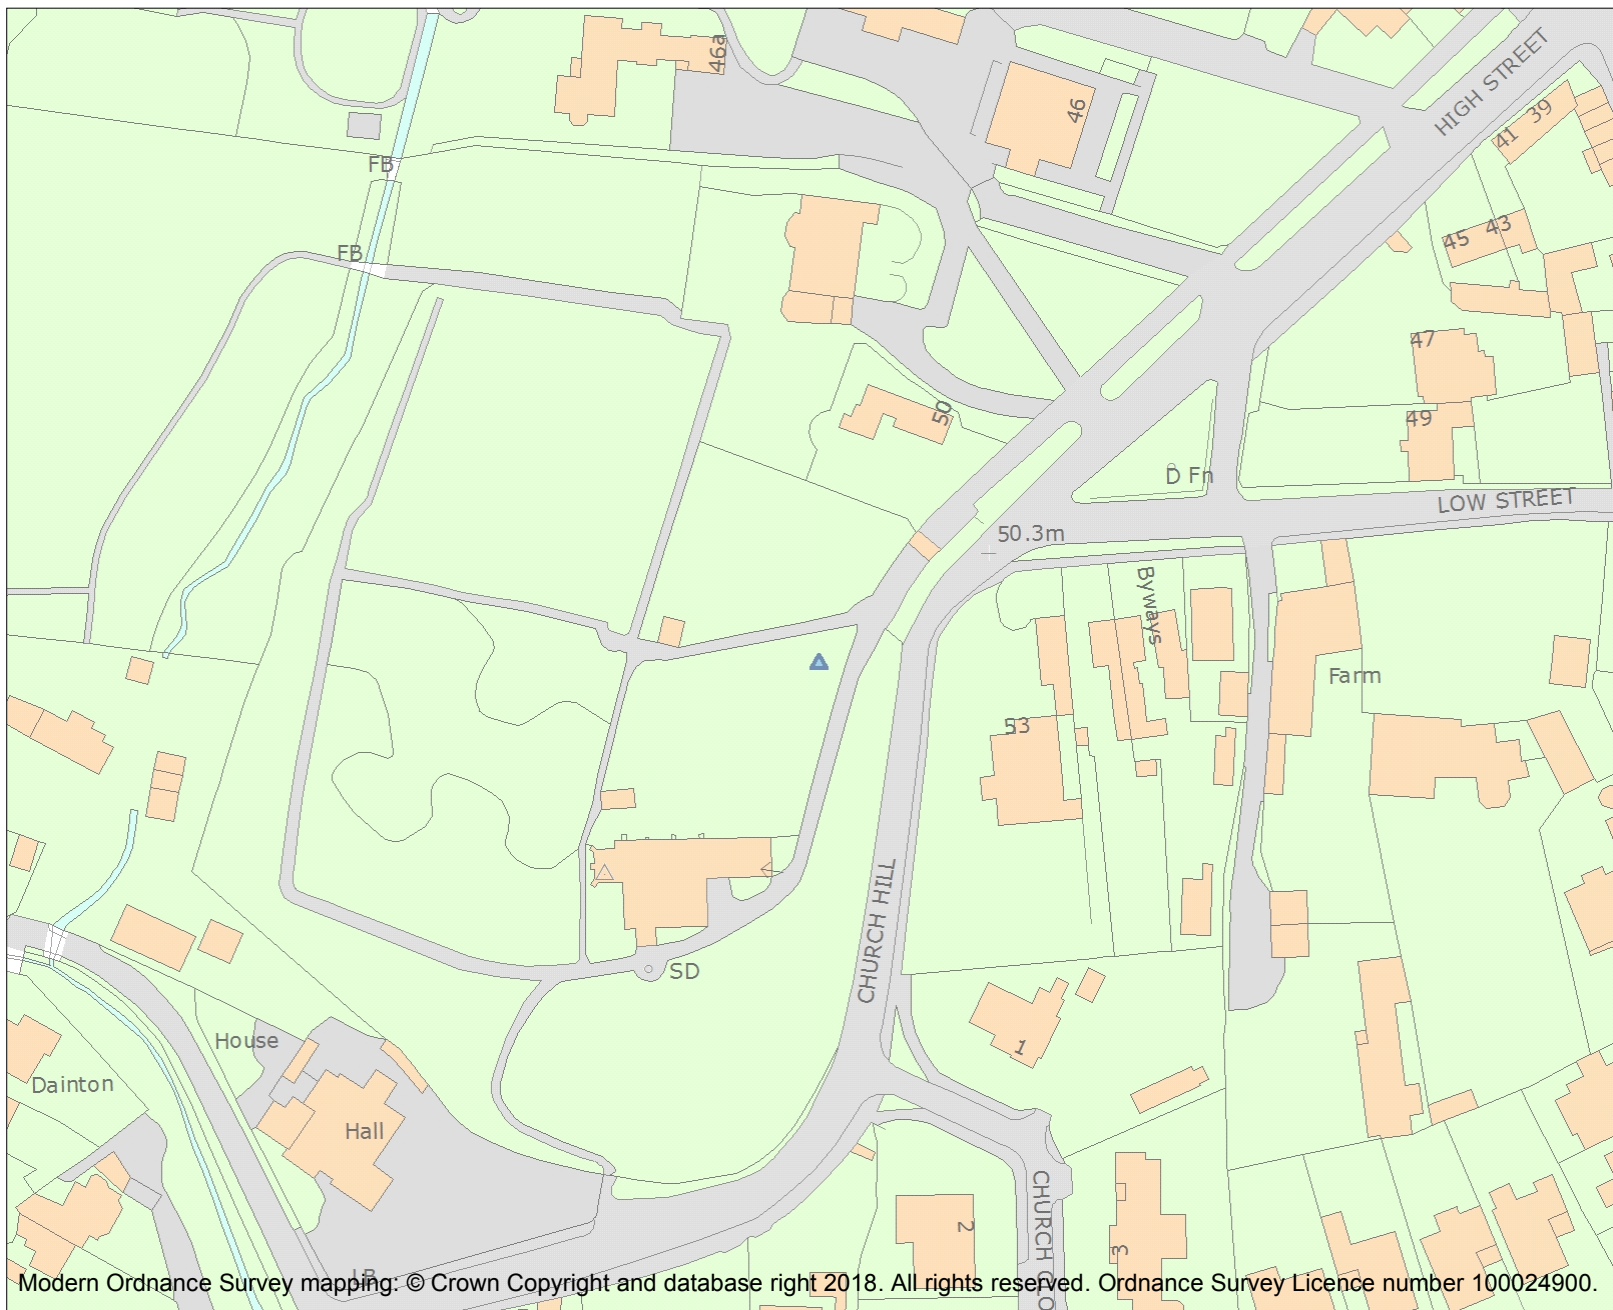 46a
46
HIGH STREET
41
39
FB
FB
45
43
47
49
50
D Fn
LOW STREET
50.3m
Byways
Farm
53
CHURCH HILL
SD
House
1
Dainton
Hall
CHURCH CLO
2
3
LB
Modern Ordnance Survey mapping: © Crown Copyright and database right 2018. All rights reserved. Ordnance Survey Licence number 100024900.